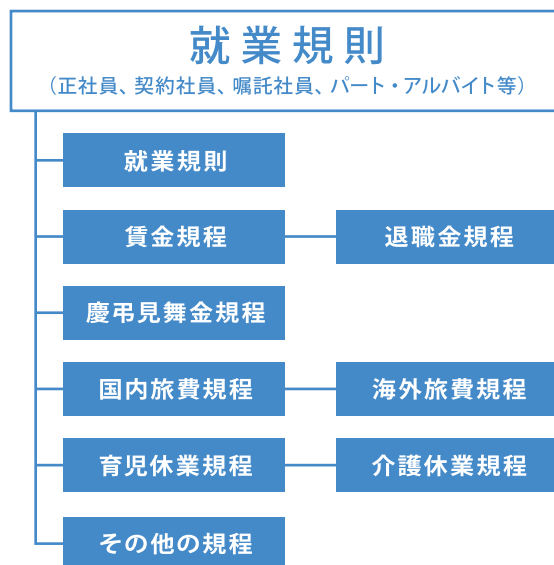 就業規則
（正社員、契約社員、嘱託社員、パート・アルバイト等）
就業規則
賃金規程
退職金規程
慶弔見舞金規程
国内旅費規程
海外旅費規程
育児休業規程
介護休業規程
その他の規程